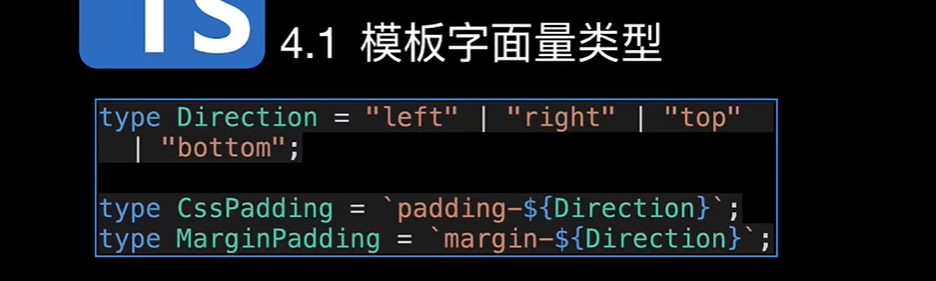 TS
4.1 模板字面量类型
type Direction = "left" | "right" | "top"
  | "bottom";
type CssPadding = `padding-${Direction}`;
type MarginPadding = `margin-${Direction}`;